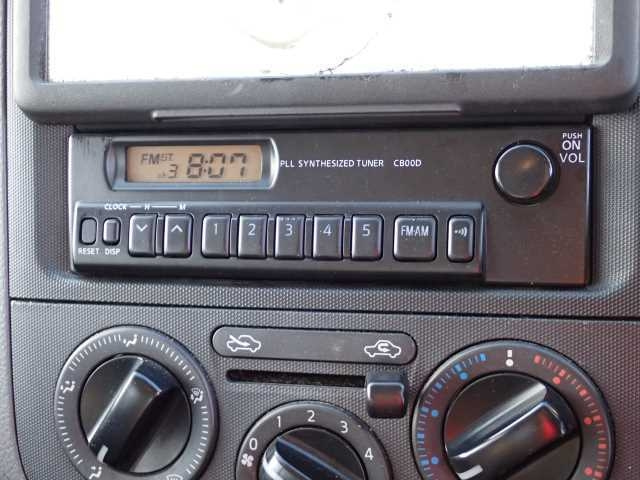 FM ST.
ch 3 8:07
PLL SYNTHESIZED TUNER CB00D
PUSH
ON
VOL
CLOCK H M
1 2 3 4 5 FM·AM
RESET DISP
0 1 2 3 4